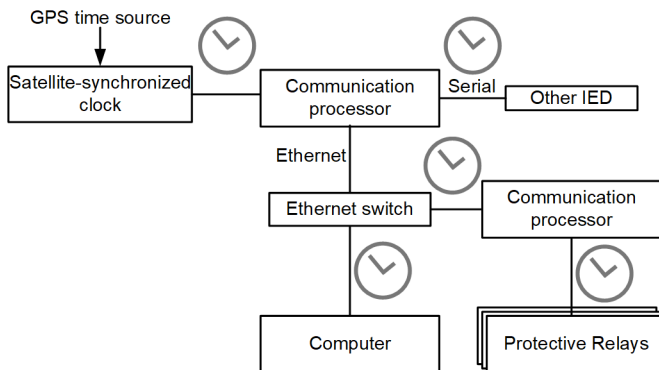 GPS time source
Satellite-synchronized
clock
Communication
processor
Serial
Other IED
Ethernet
Ethernet switch
Communication
processor
Computer
Protective Relays